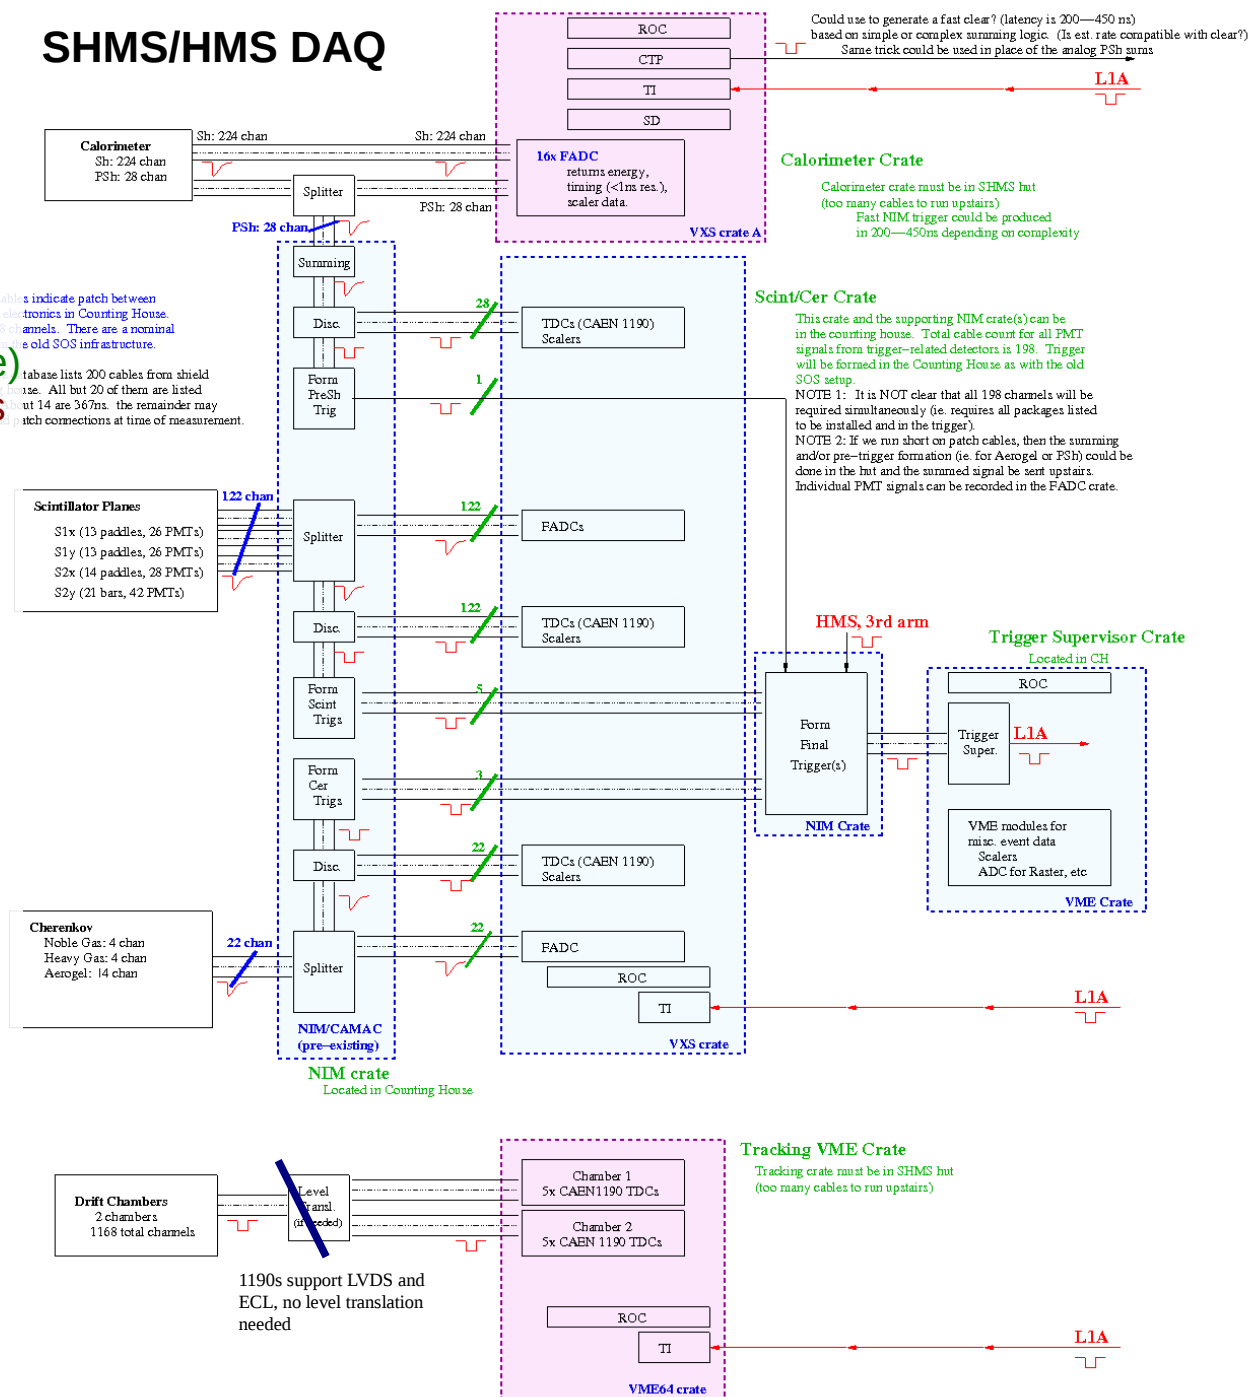 SHMS/HMS DAQ
ROC
CTP
TI
SD
Could use to generate a fast clear? (latency is 200—450 ns)
based on simple or complex summing logic. (Is est. rate compatible with clear?)
Same trick could be used in place of the analog PSh sums
L1A
Calorimeter
Sh: 224 chan
PSh: 28 chan
Sh: 224 chan
Sh: 224 chan
Splitter
PSh: 28 chan
PSh: 28 chan
16x FADC
returns energy,
timing (<1ns res.),
scaler data.
VXS crate A
Calorimeter Crate
Calorimeter crate must be in SHMS hut
(too many cables to run upstairs)
Fast NIM trigger could be produced
in 200—450ns depending on complexity
Summing
Disc.
28
TDCs (CAEN 1190)
Scalers
Form
PreSh
Trig
1
indicate patch between
in Counting House.
There are a nominal
the old SOS infrastructure.
e)
s
lists 200 cables from shield
All but 20 of them are listed
14 are 367ns. the remainder may
patch connections at time of measurement.
Scint/Cer Crate
This crate and the supporting NIM crate(s) can be
in the counting house. Total cable count for all PMT
signals from trigger-related detectors is 198. Trigger
will be formed in the Counting House as with the old
SOS setup.
NOTE 1: It is NOT clear that all 198 channels will be
required simultaneously (ie. requires all packages listed
to be installed and in the trigger).
NOTE 2: If we run short on patch cables, then the summing
and/or pre-trigger formation (ie. for Aerogel or PSh) could be
done in the hut and the summed signal be sent upstairs.
Individual PMT signals can be recorded in the FADC crate.
Scintillator Planes
S1x (13 paddles, 26 PMTs)
S1y (13 paddles, 26 PMTs)
S2x (14 paddles, 28 PMTs)
S2y (21 bars, 42 PMTs)
122 chan
Splitter
122
FADCs
Disc.
122
TDCs (CAEN 1190)
Scalers
Form
Scint
Trigs
5
Form
Cer
Trigs
3
Disc.
22
TDCs (CAEN 1190)
Scalers
HMS, 3rd arm
Form
Final
Trigger(s)
NIM Crate
Trigger Supervisor Crate
Located in CH
ROC
Trigger
Super.
L1A
VME modules for
misc. event data
Scalers
ADC for Raster, etc
VME Crate
Cherenkov
Noble Gas: 4 chan
Heavy Gas: 4 chan
Aerogel: 14 chan
22 chan
Splitter
22
FADC
ROC
TI
L1A
VXS crate
NIM/CAMAC
(pre-existing)
NIM crate
Located in Counting House
Drift Chambers
2 chambers
1168 total channels
Level
Transl.
(if needed)
Chamber 1
5x CAEN1190 TDCs
Chamber 2
5x CAEN 1190 TDCs
ROC
TI
L1A
VME64 crate
Tracking VME Crate
Tracking crate must be in SHMS hut
(too many cables to run upstairs)
1190s support LVDS and
ECL, no level translation
needed